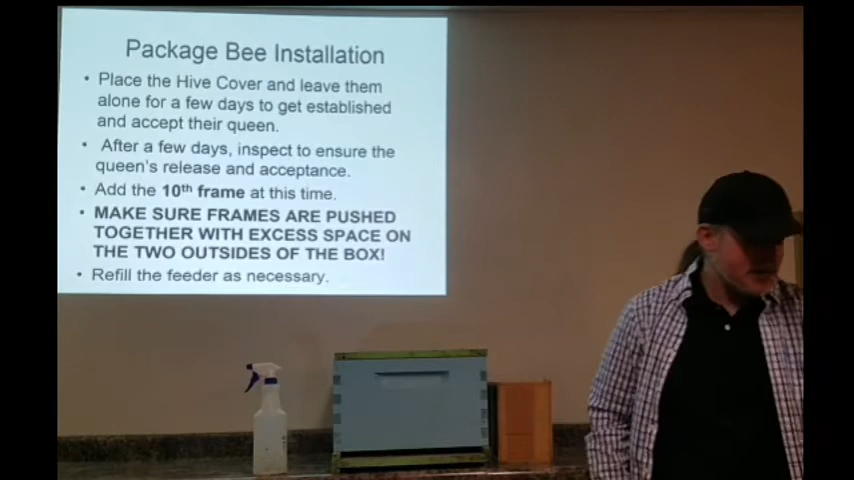 Package Bee Installation
• Place the Hive Cover and leave them
alone for a few days to get established
and accept their queen.
• After a few days, inspect to ensure the
queen's release and acceptance.
• Add the 10th frame at this time.
• MAKE SURE FRAMES ARE PUSHED
TOGETHER WITH EXCESS SPACE ON
THE TWO OUTSIDES OF THE BOX!
• Refill the feeder as necessary.